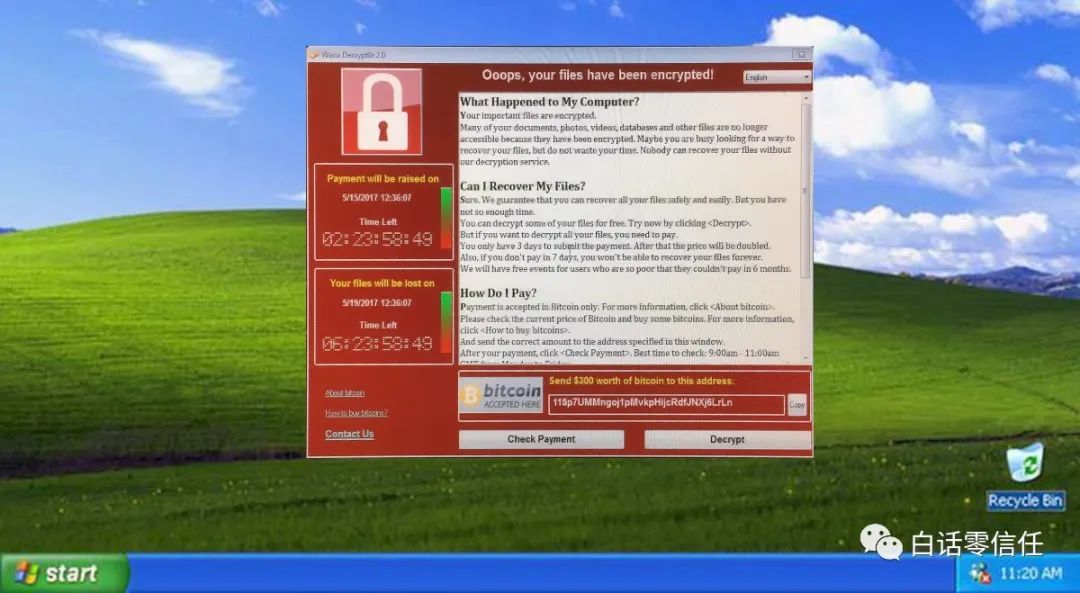 Wana Decrypt0r 2.0
Ooops, your files have been encrypted!
English
What Happened to My Computer?
Your important files are encrypted.
Many of your documents, photos, videos, databases and other files are no longer
accessible because they have been encrypted. Maybe you are busy looking for a way to
recover your files, but do not waste your time. Nobody can recover your files without
our decryption service.
Can I Recover My Files?
Sure. We guarantee that you can recover all your files safely and easily. But you have
not so enough time.
You can decrypt some of your files for free. Try now by clicking <Decrypt>.
But if you want to decrypt all your files, you need to pay.
You only have 3 days to submit the payment. After that the price will be doubled.
Also, if you don't pay in 7 days, you won't be able to recover your files forever.
We will have free events for users who are so poor that they couldn't pay in 6 months.
How Do I Pay?
Payment is accepted in Bitcoin only. For more information, click <About bitcoin>.
Please check the current price of Bitcoin and buy some bitcoins. For more information,
click <How to buy bitcoins>.
And send the correct amount to the address specified in this window.
After your payment, click <Check Payment>. Best time to check: 9:00am - 11:00am
GMT from Monday to Friday.
Payment will be raised on
5/15/2017 12:36:07
Time Left
02:23:58:49
Your files will be lost on
5/19/2017 12:36:07
Time Left
06:23:58:49
About bitcoin
How to buy bitcoins?
Contact Us
bitcoin
ACCEPTED HERE
Send $300 worth of bitcoin to this address:
115p7UMMngoj1pMvkpHijcRdfJNXj6LrLn
Copy
Check Payment
Decrypt
Recycle Bin
白话零信任
start
11:20 AM